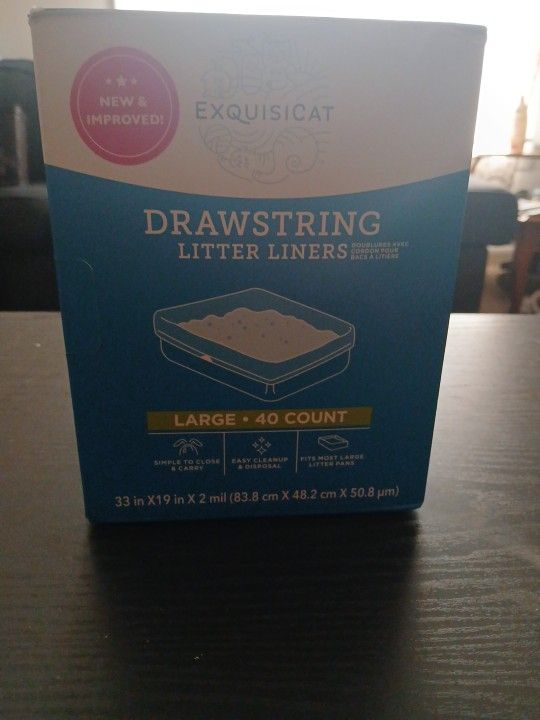 NEW &
IMPROVED!
EXQUISICAT
DRAWSTRING
LITTER LINERS
DOUBLURES AVEC
CORDON POUR
BACS À LITIÈRE
LARGE • 40 COUNT
SIMPLE TO CLOSE
& CARRY
EASY CLEANUP
& DISPOSAL
FITS MOST LARGE
LITTER PANS
33 in X19 in X 2 mil (83.8 cm X 48.2 cm X 50.8 µm)